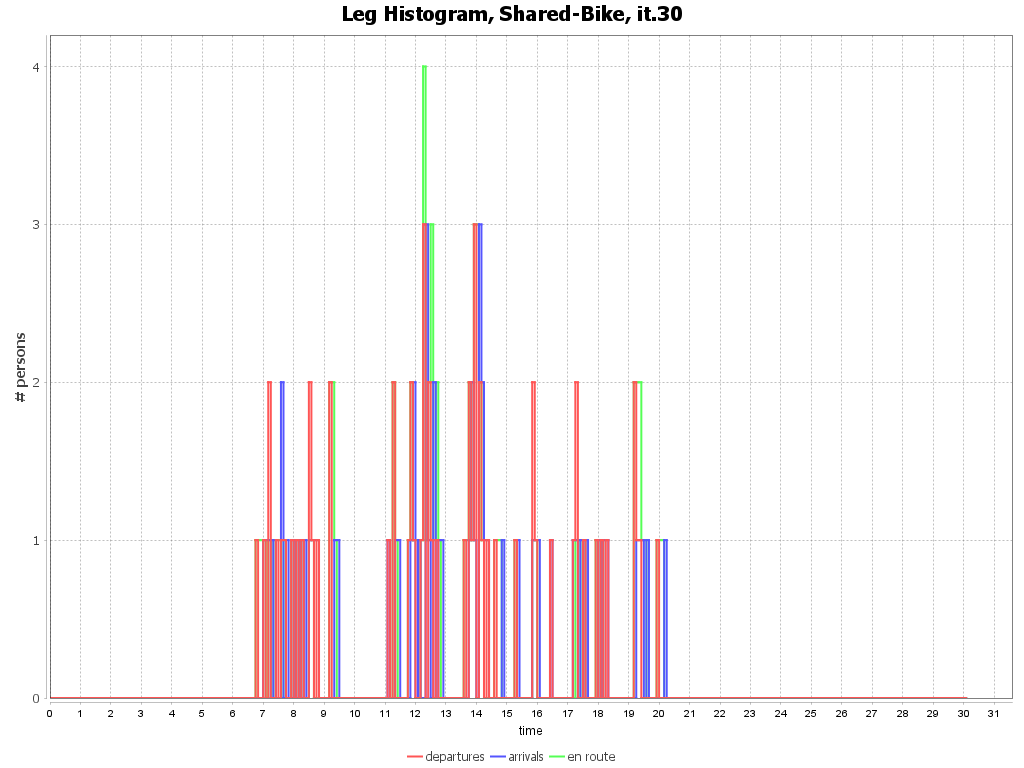 Leg Histogram, Shared-Bike, it.30
# persons
4
3
2
1
0
0 1 2 3 4 5 6 7 8 9 10 11 12 13 14 15 16 17 18 19 20 21 22 23 24 25 26 27 28 29 30 31
time
departures arrivals en route